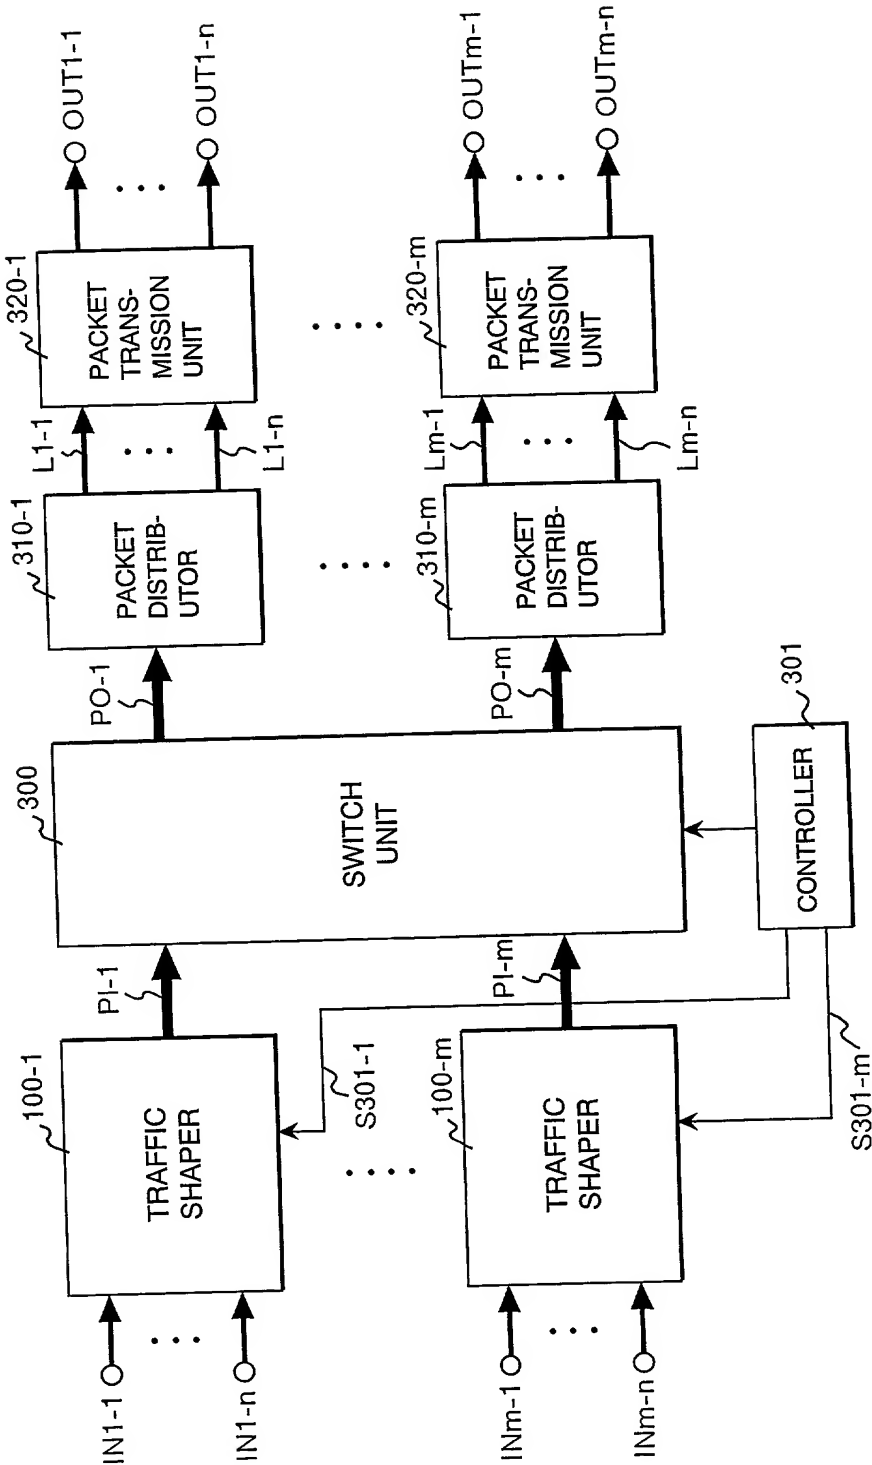 IN1-1
IN1-n
INm-1
INm-n
100-1
TRAFFIC
SHAPER
100-m
TRAFFIC
SHAPER
S301-1
S301-m
PI-1
PI-m
300
SWITCH
UNIT
CONTROLLER
301
PO-1
PO-m
310-1
PACKET
DISTRIB-
UTOR
310-m
PACKET
DISTRIB-
UTOR
L1-1
L1-n
Lm-1
Lm-n
320-1
PACKET
TRANS-
MISSION
UNIT
320-m
PACKET
TRANS-
MISSION
UNIT
OUT1-1
OUT1-n
OUTm-1
OUTm-n